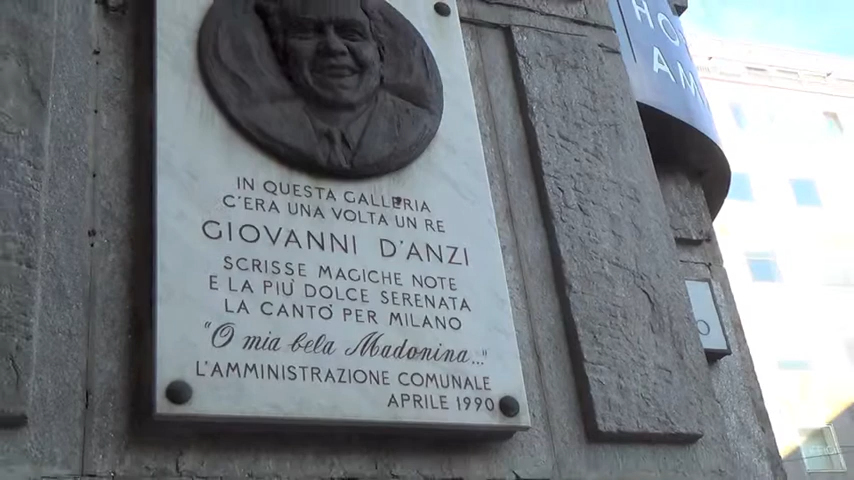 IN QUESTA GALLERIA
C'ERA UNA VOLTA UN RE
GIOVANNI D'ANZI
SCRISSE MAGICHE NOTE
E LA PIÙ DOLCE SERENATA
LA CANTÒ PER MILANO
"O mia bela Madonina..."
L'AMMINISTRAZIONE COMUNALE
APRILE 1990